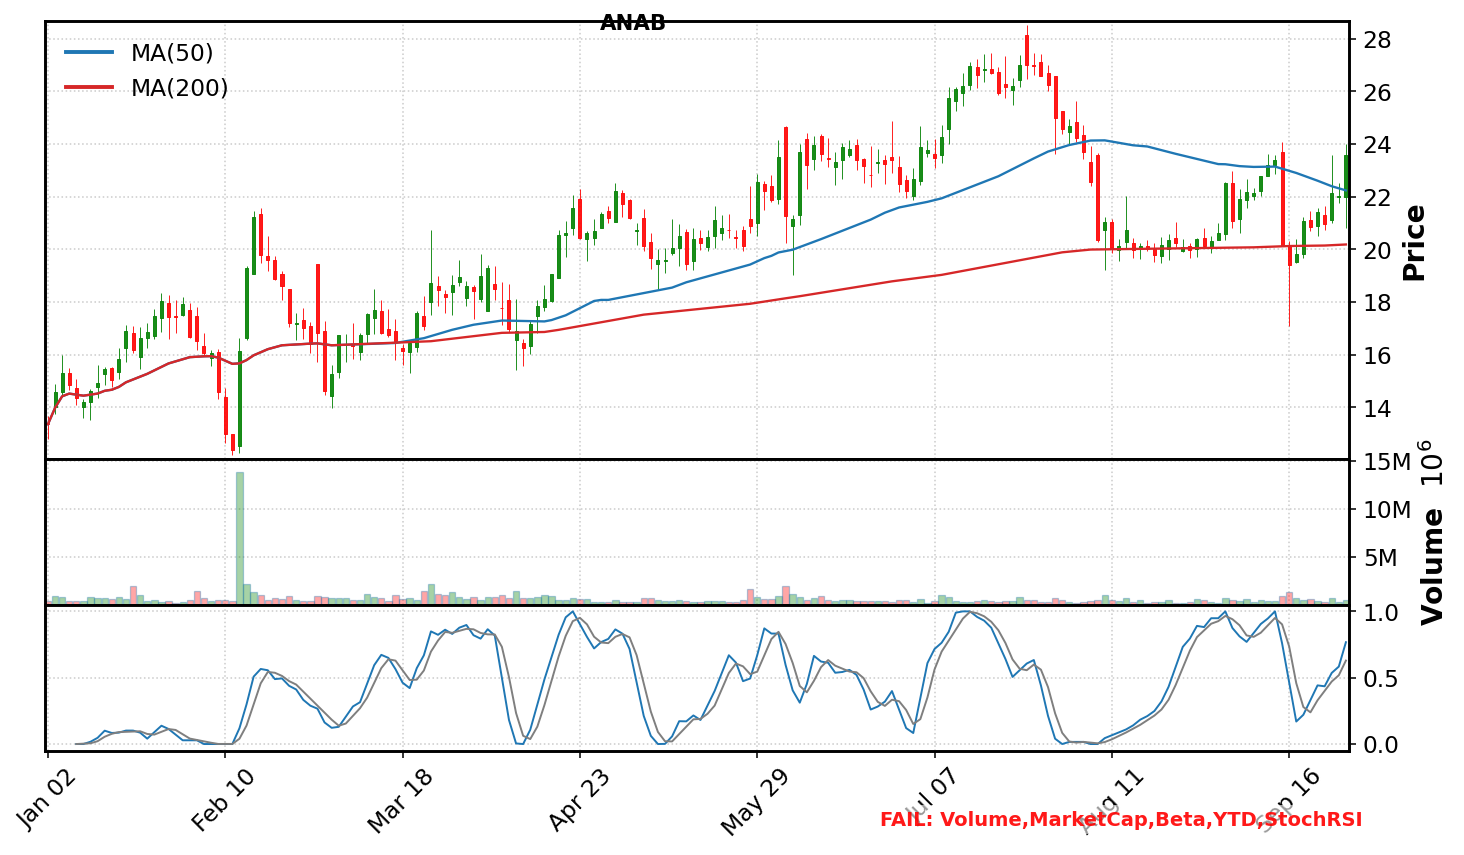 ANAB
MA(50)
MA(200)
28
26
24
22
20
18
16
14
Price
15M
10M
5M
Volume 10^6
1.0
0.5
0.0
Jan 02
Feb 10
Mar 18
Apr 23
May 29
Jul 07
Aug 11
Sep 16
FAIL: Volume,MarketCap,Beta,YTD,StochRSI